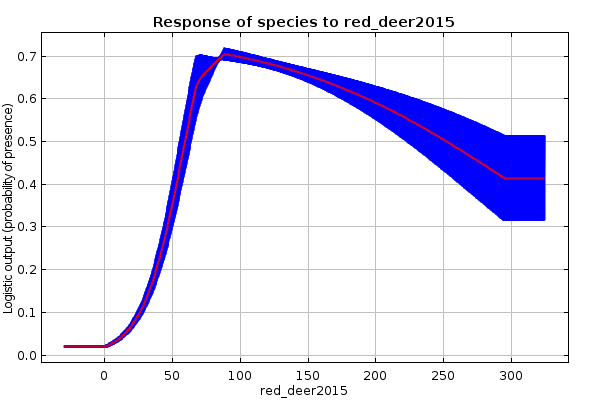 Response of species to red_deer2015
Logistic output (probability of presence)
0.7
0.6
0.5
0.4
0.3
0.2
0.1
0.0
0 50 100 150 200 250 300
red_deer2015